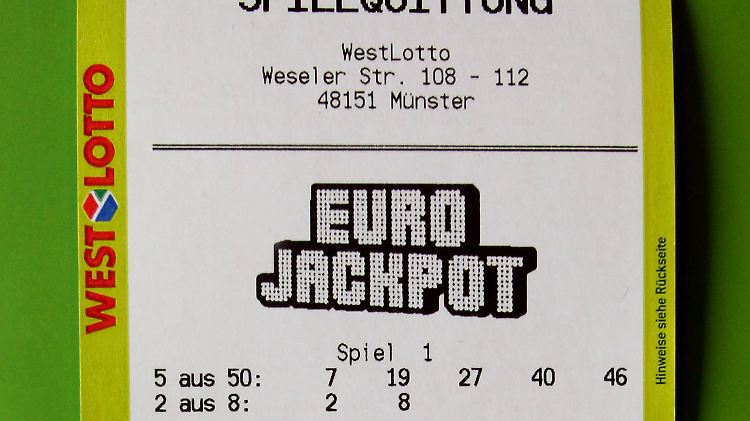 SPIELQUITTUNG
WestLotto
Weseler Str. 108 - 112
48151 Münster
EURO
JACKPOT
Spiel 1
5 aus 50: 7 19 27 40 46
2 aus 8: 2 8
WEST LOTTO
Hinweise siehe Rückseite